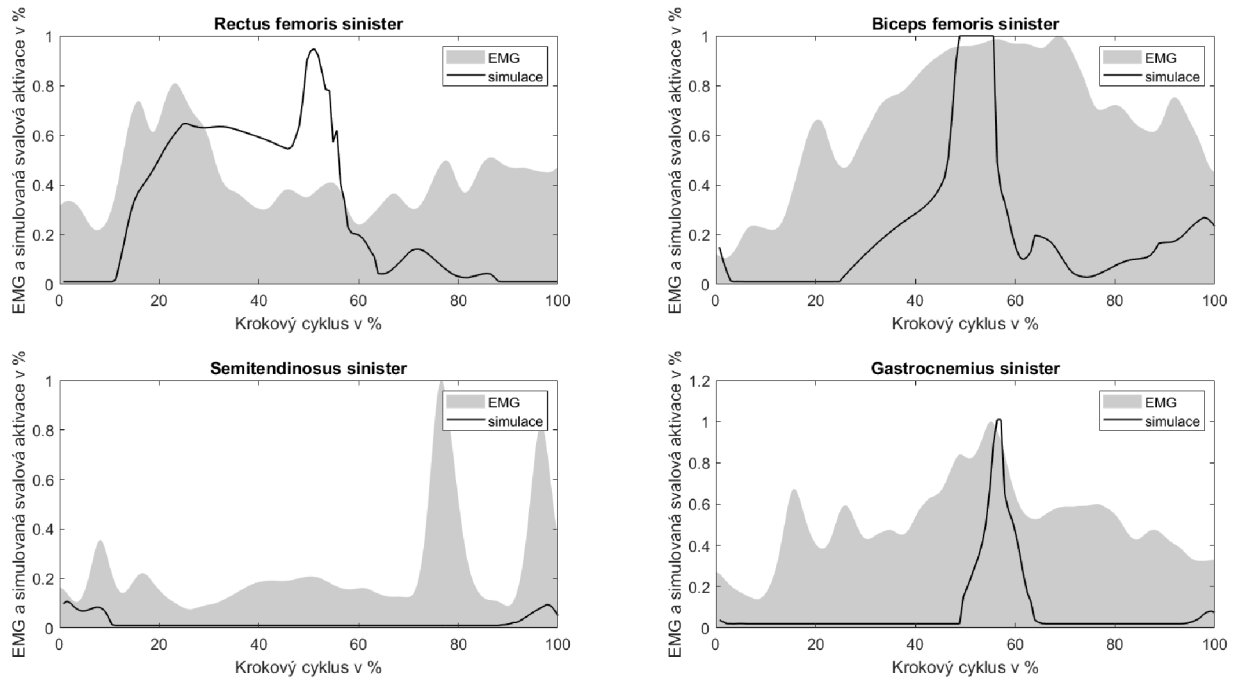 Rectus femoris sinister
EMG a simulovaná svalová aktivace v %
1
0.8
0.6
0.4
0.2
0
0 20 40 60 80 100
Krokový cyklus v %
EMG
simulace
Biceps femoris sinister
EMG a simulovaná svalová aktivace v %
1
0.8
0.6
0.4
0.2
0
0 20 40 60 80 100
Krokový cyklus v %
EMG
simulace
Semitendinosus sinister
EMG a simulovaná svalová aktivace v %
1
0.8
0.6
0.4
0.2
0
0 20 40 60 80 100
Krokový cyklus v %
EMG
simulace
Gastrocnemius sinister
EMG a simulovaná svalová aktivace v %
1.2
1
0.8
0.6
0.4
0.2
0
0 20 40 60 80 100
Krokový cyklus v %
EMG
simulace